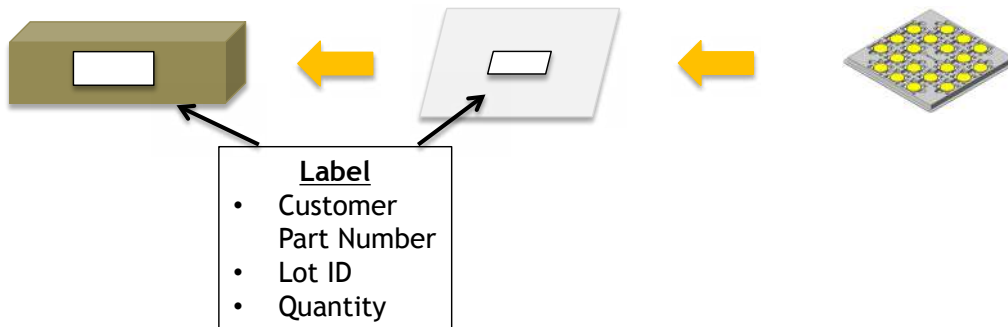 Label
• Customer
Part Number
• Lot ID
• Quantity